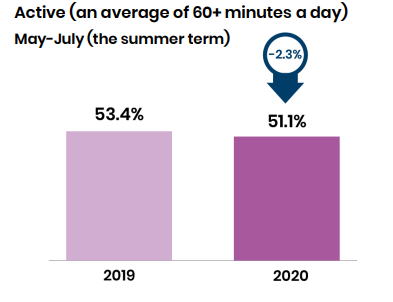 Active (an average of 60+ minutes a day)
May-July (the summer term)
-2.3%
53.4%
51.1%
2019
2020